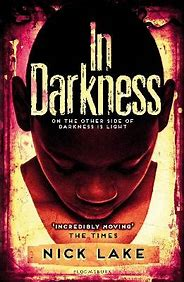 In
Darkness
ON THE OTHER SIDE OF
DARKNESS IS LIGHT
'INCREDIBLY MOVING'
THE TIMES
NICK LAKE
BLOOMSBURY